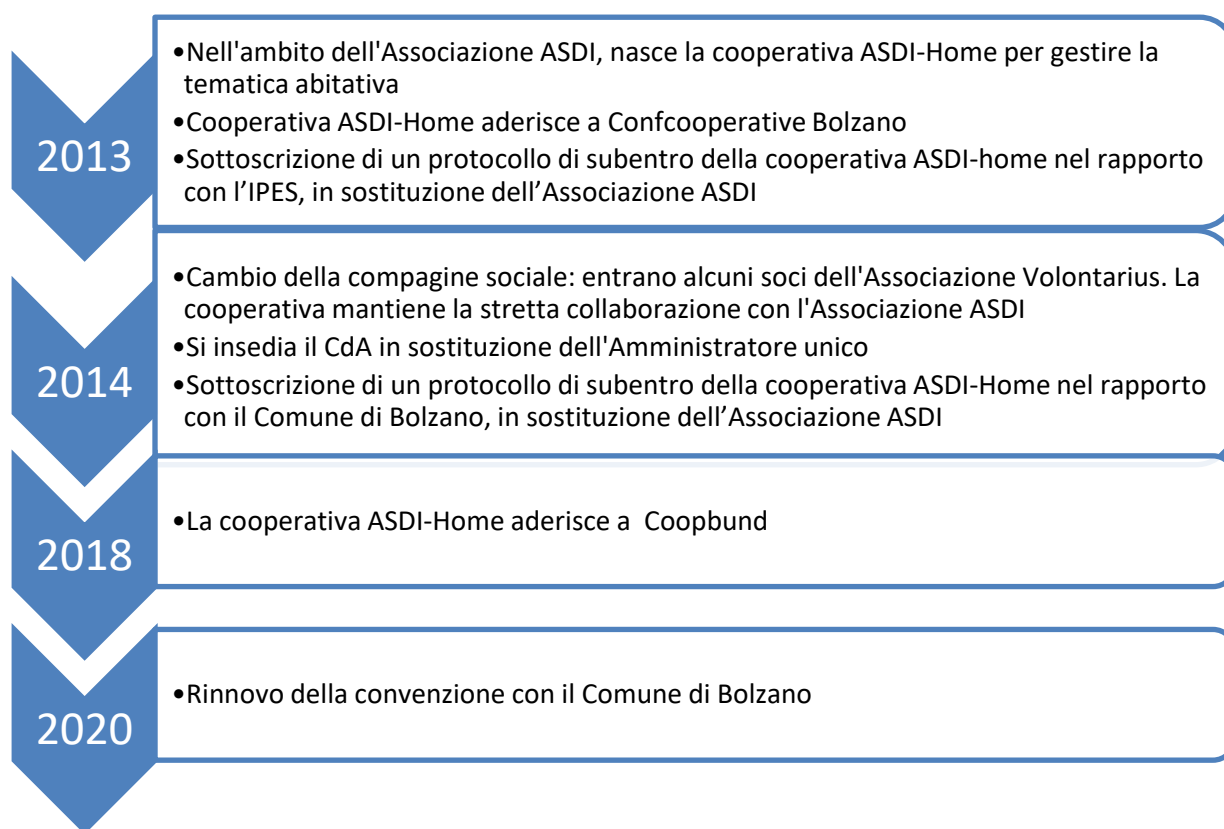 2013
•Nell'ambito dell'Associazione ASDI, nasce la cooperativa ASDI-Home per gestire la
tematica abitativa
•Cooperativa ASDI-Home aderisce a Confcooperative Bolzano
•Sottoscrizione di un protocollo di subentro della cooperativa ASDI-home nel rapporto
con l’IPES, in sostituzione dell’Associazione ASDI
2014
•Cambio della compagine sociale: entrano alcuni soci dell'Associazione Volontarius. La
cooperativa mantiene la stretta collaborazione con l'Associazione ASDI
•Si insedia il CdA in sostituzione dell'Amministratore unico
•Sottoscrizione di un protocollo di subentro della cooperativa ASDI-Home nel rapporto
con il Comune di Bolzano, in sostituzione dell’Associazione ASDI
2018
•La cooperativa ASDI-Home aderisce a  Coopbund
2020
•Rinnovo della convenzione con il Comune di Bolzano